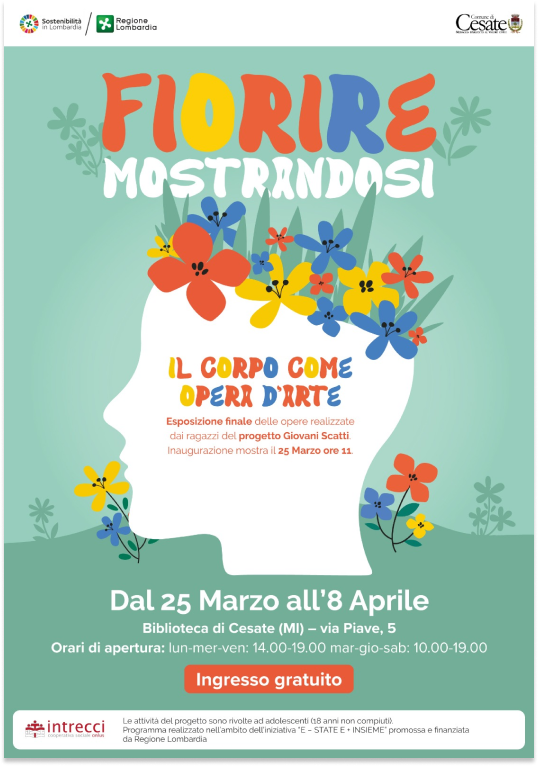 Sostenibilità
in Lombardia
Regione
Lombardia
Comune di
Cesate
FIORIRE
MOSTRANDOSI
IL CORPO COME
OPERA D'ARTE
Esposizione finale delle opere realizzate
dai ragazzi del progetto Giovani Scatti.
Inaugurazione mostra il 25 Marzo ore 11.
Dal 25 Marzo all'8 Aprile
Biblioteca di Cesate (MI) – via Piave, 5
Orari di apertura: lun-mer-ven: 14.00-19.00 mar-gio-sab: 10.00-19.00
Ingresso gratuito
intrecci
cooperativa sociale onlus
Le attività del progetto sono rivolte ad adolescenti (18 anni non compiuti).
Programma realizzato nell'ambito dell'iniziativa "E – STATE E + INSIEME" promossa e finanziata
da Regione Lombardia